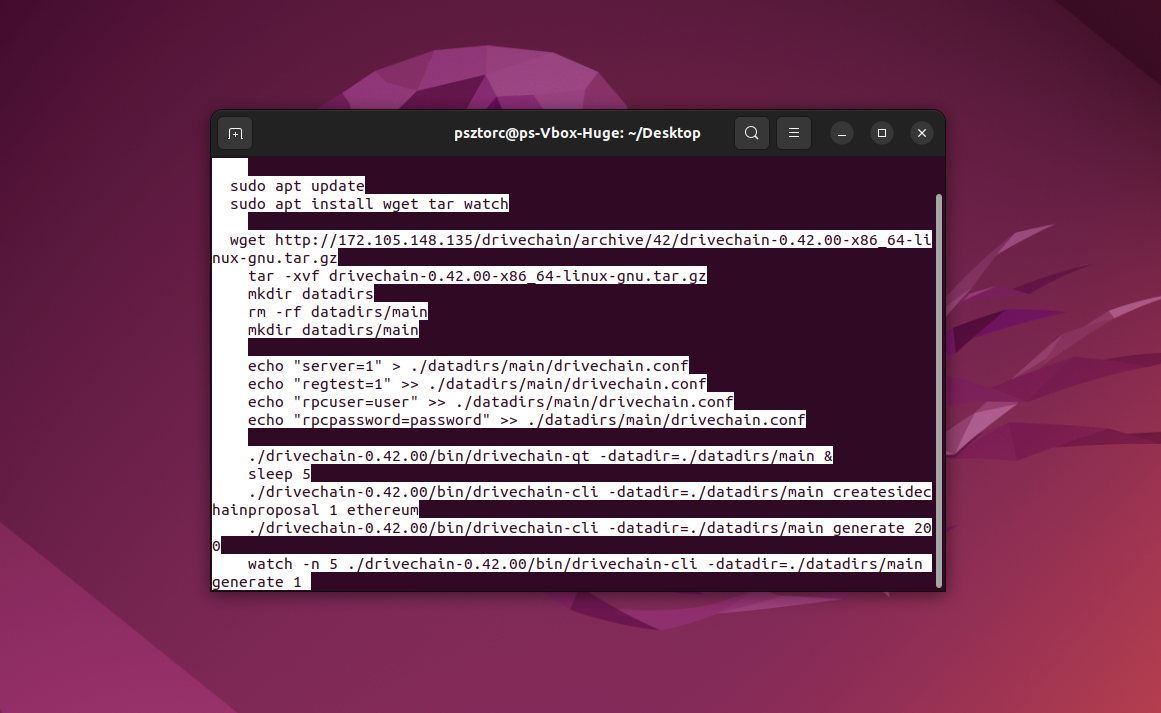 psztorc@ps-Vbox-Huge: ~/Desktop
sudo apt update
sudo apt install wget tar watch
wget http://172.105.148.135/drivechain/archive/42/drivechain-0.42.00-x86_64-li
nux-gnu.tar.gz
tar -xvf drivechain-0.42.00-x86_64-linux-gnu.tar.gz
mkdir datadirs
rm -rf datadirs/main
mkdir datadirs/main
echo "server=1" > ./datadirs/main/drivechain.conf
echo "regtest=1" >> ./datadirs/main/drivechain.conf
echo "rpcuser=user" >> ./datadirs/main/drivechain.conf
echo "rpcpassword=password" >> ./datadirs/main/drivechain.conf
./drivechain-0.42.00/bin/drivechain-qt -datadir=./datadirs/main &
sleep 5
./drivechain-0.42.00/bin/drivechain-cli -datadir=./datadirs/main createsidec
hainproposal 1 ethereum
./drivechain-0.42.00/bin/drivechain-cli -datadir=./datadirs/main generate 20
0
watch -n 5 ./drivechain-0.42.00/bin/drivechain-cli -datadir=./datadirs/main
generate 1